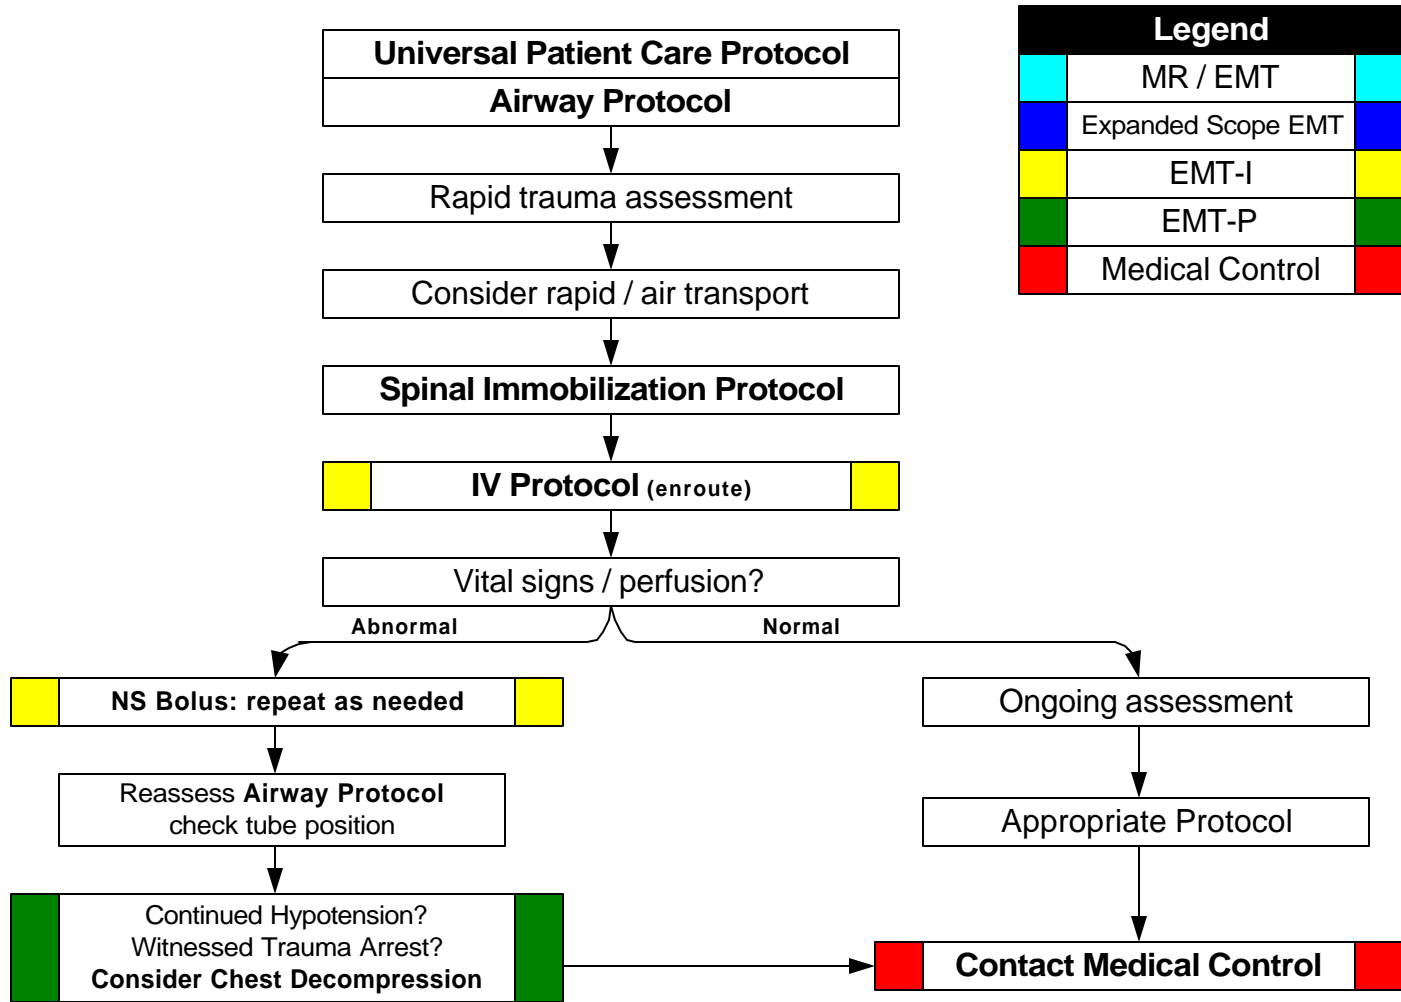 Universal Patient Care Protocol
Airway Protocol
Rapid trauma assessment
Consider rapid / air transport
Spinal Immobilization Protocol
IV Protocol (enroute)
Vital signs / perfusion?
Abnormal
Normal
NS Bolus: repeat as needed
Reassess Airway Protocol
check tube position
Continued Hypotension?
Witnessed Trauma Arrest?
Consider Chest Decompression
Ongoing assessment
Appropriate Protocol
Contact Medical Control
Legend
MR / EMT
Expanded Scope EMT
EMT-I
EMT-P
Medical Control